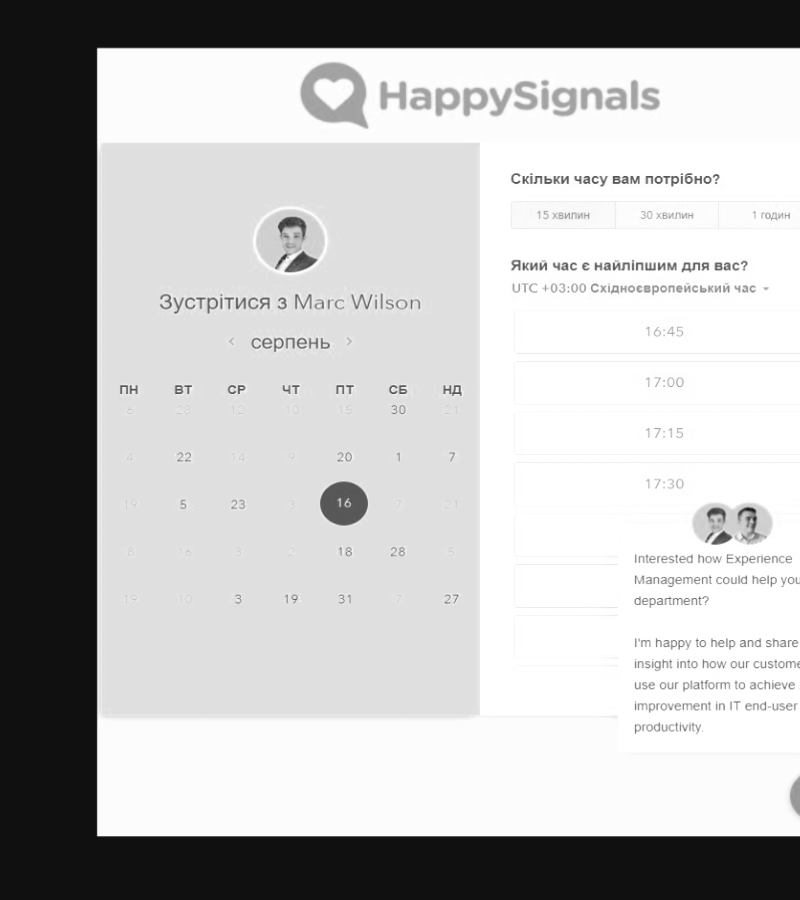 HappySignals
Зустрітися з Marc Wilson
серпень
ПН ВТ СР ЧТ ПТ СБ НД
6 28 12 10 15 30 21
4 22 14 9 20 1 7
19 5 23 16 7 21
8 16 3 2 18 28 5
19 10 3 19 31 7 27
Скільки часу вам потрібно?
15 хвилин 30 хвилин 1 годин
Який час є найліпшим для вас?
UTC +03:00 Східноєвропейський час
16:45
17:00
17:15
17:30
Interested how Experience
Management could help you
department?
I'm happy to help and share
insight into how our custome
use our platform to achieve
improvement in IT end-user
productivity.